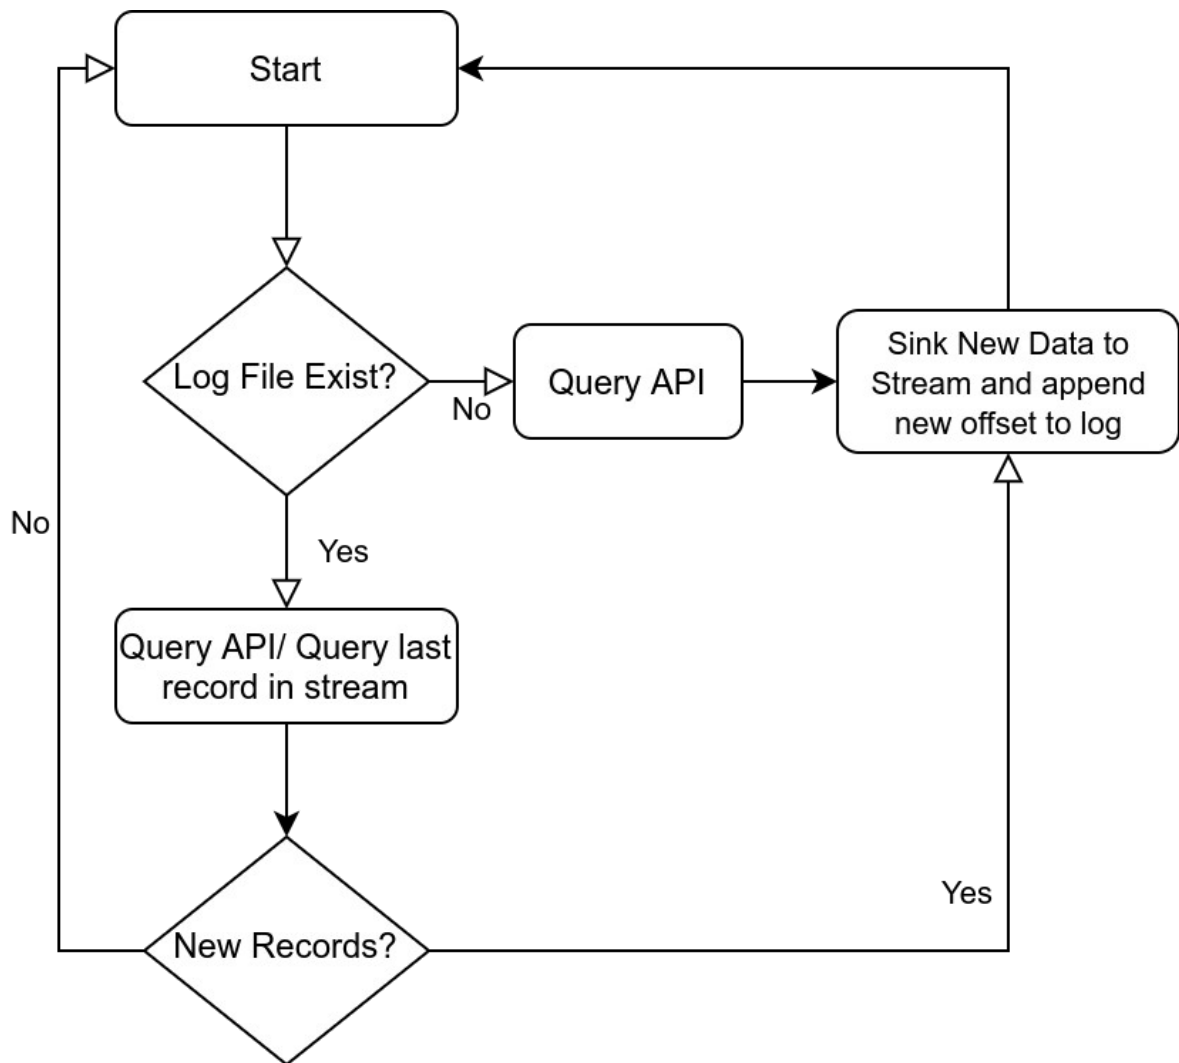 Start
Log File Exist?
No
Query API
Sink New Data to
Stream and append
new offset to log
No
Yes
Query API/ Query last
record in stream
Yes
New Records?